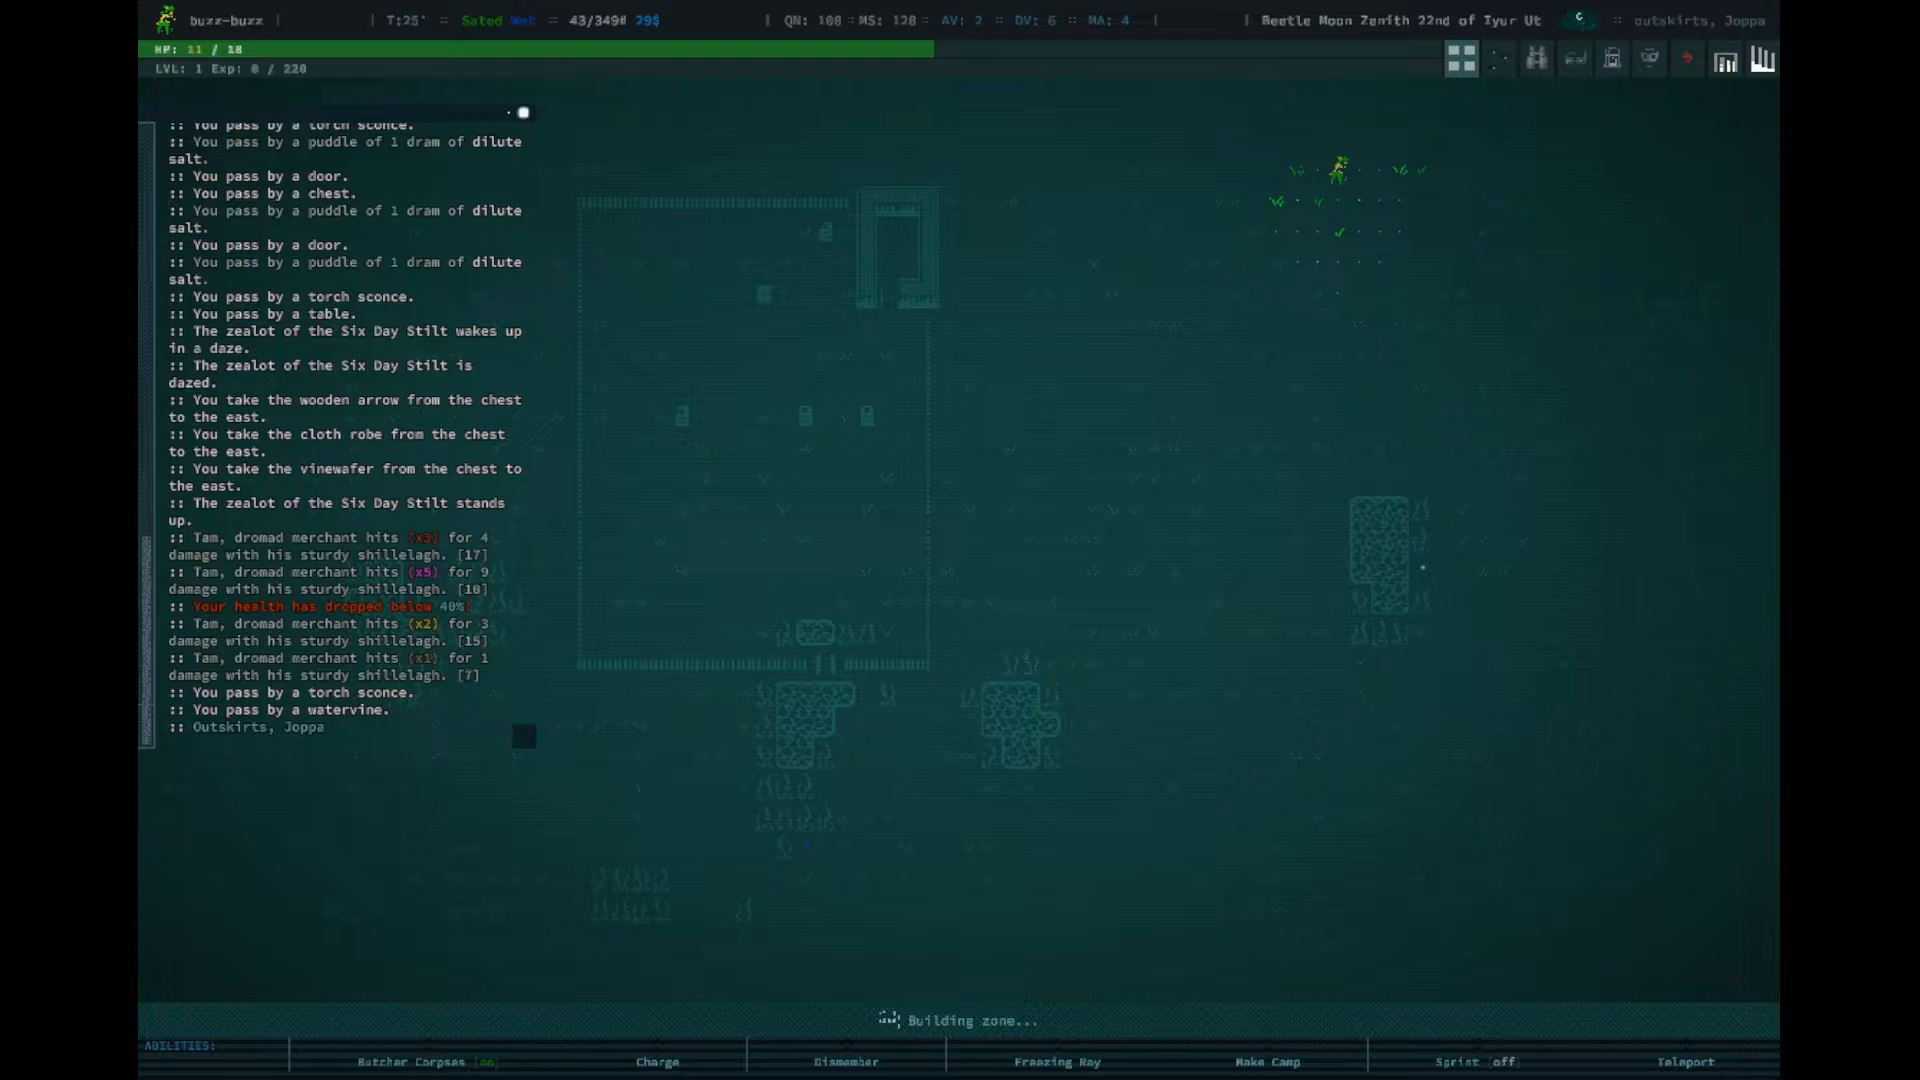 buzz-buzz
T:25° :: Sated Wet :: 43/349# 29$
QN: 108 :: MS: 120 :: AV: 2 :: DV: 6 :: MA: 4
Beetle Moon Zenith 22nd of Iyur Ut
:: outskirts, Joppa
HP: 11 / 18
LVL: 1 Exp: 0 / 220
:: You pass by a torch sconce.
:: You pass by a puddle of 1 dram of dilute
salt.
:: You pass by a door.
:: You pass by a chest.
:: You pass by a puddle of 1 dram of dilute
salt.
:: You pass by a door.
:: You pass by a puddle of 1 dram of dilute
salt.
:: You pass by a torch sconce.
:: You pass by a table.
:: The zealot of the Six Day Stilt wakes up
in a daze.
:: The zealot of the Six Day Stilt is
dazed.
:: You take the wooden arrow from the chest
to the east.
:: You take the cloth robe from the chest
to the east.
:: You take the vinewafer from the chest to
the east.
:: The zealot of the Six Day Stilt stands
up.
:: Tam, dromad merchant hits (x3) for 4
damage with his sturdy shillelagh. [17]
:: Tam, dromad merchant hits (x5) for 9
damage with his sturdy shillelagh. [18]
:: Your health has dropped below 40%!
:: Tam, dromad merchant hits (x2) for 3
damage with his sturdy shillelagh. [15]
:: Tam, dromad merchant hits (x1) for 1
damage with his sturdy shillelagh. [7]
:: You pass by a torch sconce.
:: You pass by a watervine.
:: Outskirts, Joppa
Building zone...
ABILITIES:
Butcher Corpses [on]
Charge
Dismember
Freezing Ray
Make Camp
Sprint [off]
Teleport